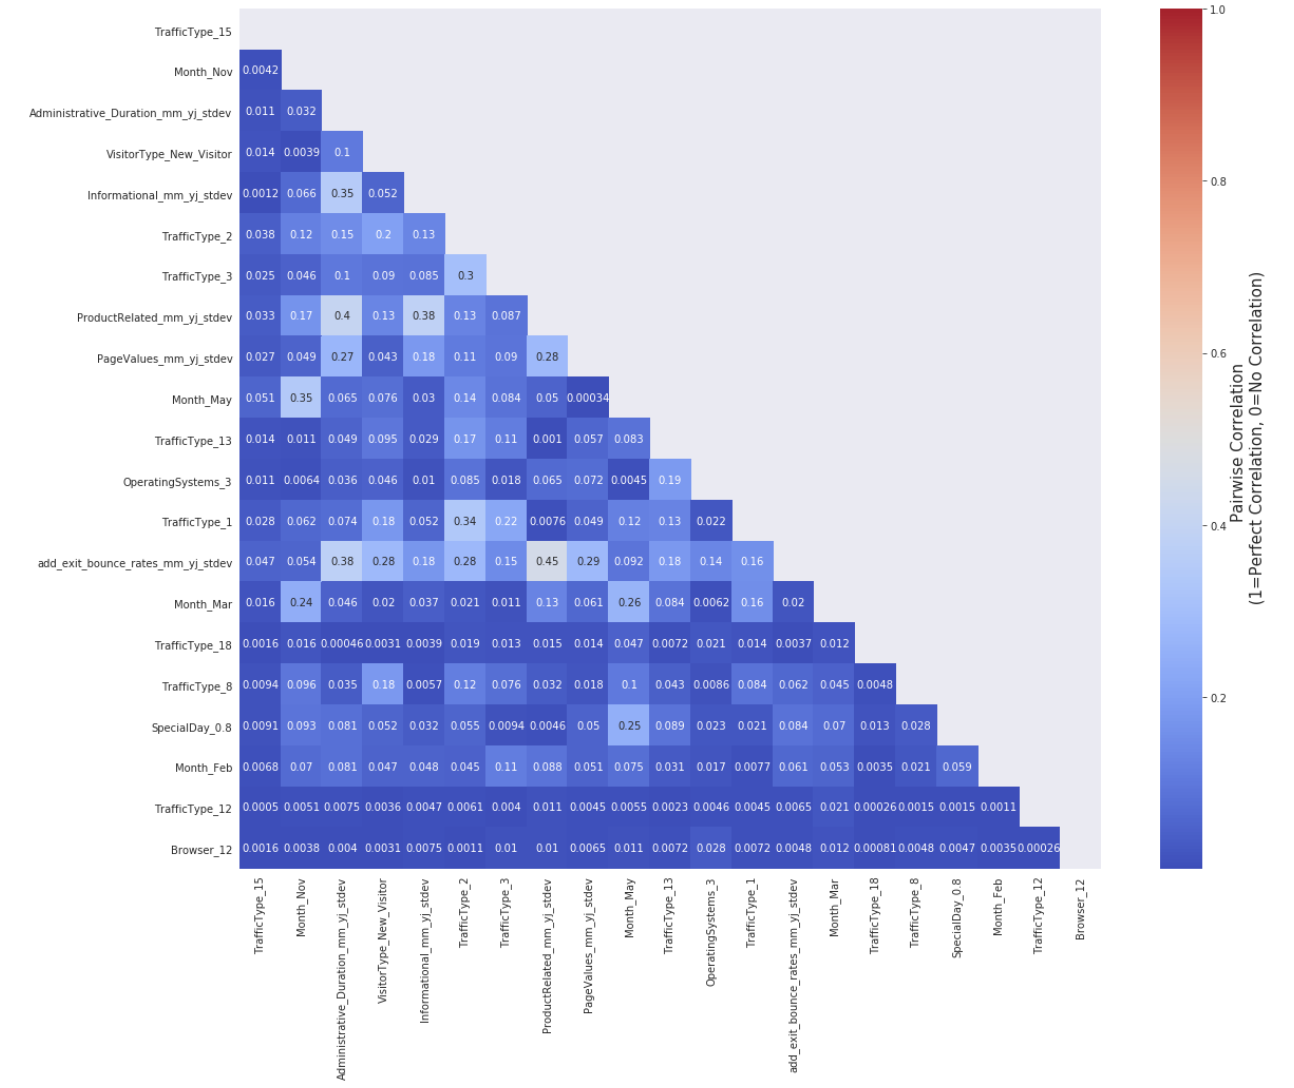 TrafficType_15
Month_Nov 0.0042
Administrative_Duration_mm_yj_stdev 0.011 0.032
VisitorType_New_Visitor 0.014 0.0039 0.1
Informational_mm_yj_stdev 0.0012 0.066 0.35 0.052
TrafficType_2 0.038 0.12 0.15 0.2 0.13
TrafficType_3 0.025 0.046 0.1 0.09 0.085 0.3
ProductRelated_mm_yj_stdev 0.033 0.17 0.4 0.13 0.38 0.13 0.087
PageValues_mm_yj_stdev 0.027 0.049 0.27 0.043 0.18 0.11 0.09 0.28
Month_May 0.051 0.35 0.065 0.076 0.03 0.14 0.084 0.05 0.00034
TrafficType_13 0.014 0.011 0.049 0.095 0.029 0.17 0.11 0.001 0.057 0.083
OperatingSystems_3 0.011 0.0064 0.036 0.046 0.01 0.085 0.018 0.065 0.072 0.0045 0.19
TrafficType_1 0.028 0.062 0.074 0.18 0.052 0.34 0.22 0.0076 0.049 0.12 0.13 0.022
add_exit_bounce_rates_mm_yj_stdev 0.047 0.054 0.38 0.28 0.18 0.28 0.15 0.45 0.29 0.092 0.18 0.14 0.16
Month_Mar 0.016 0.24 0.046 0.02 0.037 0.021 0.011 0.13 0.061 0.26 0.084 0.0062 0.16 0.02
TrafficType_18 0.0016 0.016 0.00046 0.0031 0.0039 0.019 0.013 0.015 0.014 0.047 0.0072 0.021 0.014 0.0037 0.012
TrafficType_8 0.0094 0.096 0.035 0.18 0.0057 0.12 0.076 0.032 0.018 0.1 0.043 0.0086 0.084 0.062 0.045 0.0048
SpecialDay_0.8 0.0091 0.093 0.081 0.052 0.032 0.055 0.0094 0.0046 0.05 0.25 0.089 0.023 0.021 0.084 0.07 0.013 0.028
Month_Feb 0.0068 0.07 0.081 0.047 0.048 0.045 0.11 0.088 0.051 0.075 0.031 0.017 0.0077 0.061 0.053 0.0035 0.021 0.059
TrafficType_12 0.0005 0.0051 0.0075 0.0036 0.0047 0.0061 0.004 0.011 0.0045 0.0055 0.0023 0.0046 0.0045 0.0065 0.021 0.00026 0.0015 0.0015 0.0011
Browser_12 0.0016 0.0038 0.004 0.0031 0.0075 0.0011 0.01 0.01 0.0065 0.011 0.0072 0.028 0.0072 0.0048 0.012 0.00081 0.0048 0.0047 0.0035 0.00026
TrafficType_15
Month_Nov
Administrative_Duration_mm_yj_stdev
VisitorType_New_Visitor
Informational_mm_yj_stdev
TrafficType_2
TrafficType_3
ProductRelated_mm_yj_stdev
PageValues_mm_yj_stdev
Month_May
TrafficType_13
OperatingSystems_3
TrafficType_1
add_exit_bounce_rates_mm_yj_stdev
Month_Mar
TrafficType_18
TrafficType_8
SpecialDay_0.8
Month_Feb
TrafficType_12
Browser_12
1.0
0.8
0.6
0.4
0.2
Pairwise Correlation
(1=Perfect Correlation, 0=No Correlation)